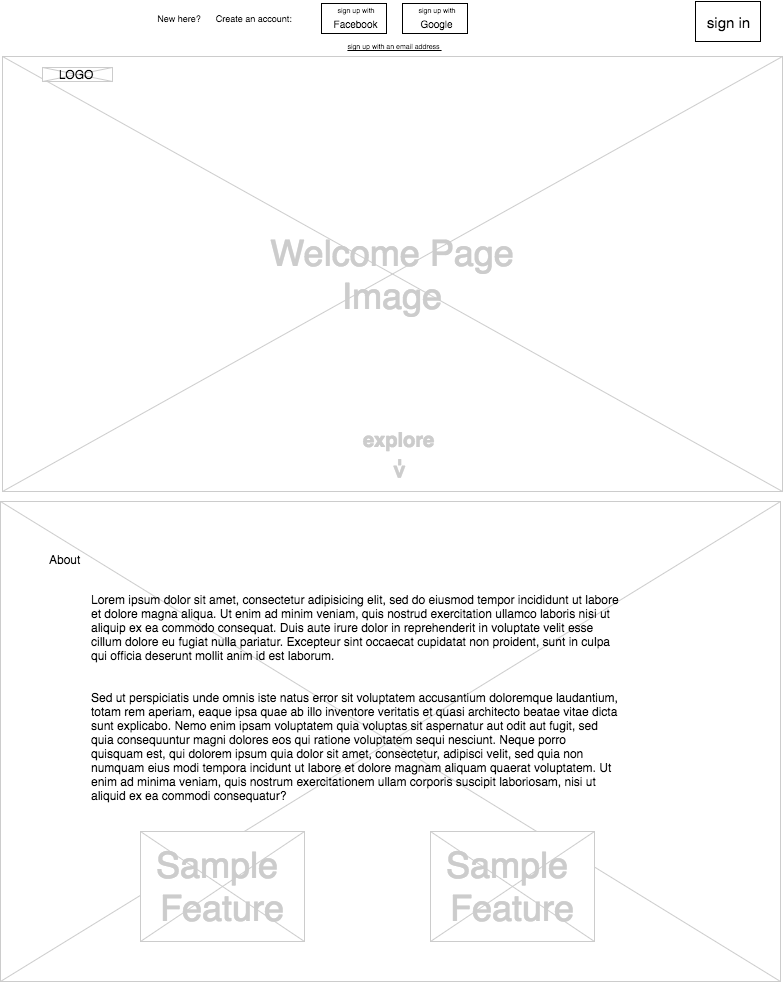 New here? Create an account:
sign up with
Facebook
sign up with
Google
sign up with an email address
sign in
LOGO
Welcome Page
Image
explore
v
About
Lorem ipsum dolor sit amet, consectetur adipisicing elit, sed do eiusmod tempor incididunt ut labore
et dolore magna aliqua. Ut enim ad minim veniam, quis nostrud exercitation ullamco laboris nisi ut
aliquip ex ea commodo consequat. Duis aute irure dolor in reprehenderit in voluptate velit esse
cillum dolore eu fugiat nulla pariatur. Excepteur sint occaecat cupidatat non proident, sunt in culpa
qui officia deserunt mollit anim id est laborum.
Sed ut perspiciatis unde omnis iste natus error sit voluptatem accusantium doloremque laudantium,
totam rem aperiam, eaque ipsa quae ab illo inventore veritatis et quasi architecto beatae vitae dicta
sunt explicabo. Nemo enim ipsam voluptatem quia voluptas sit aspernatur aut odit aut fugit, sed
quia consequuntur magni dolores eos qui ratione voluptatem sequi nesciunt. Neque porro
quisquam est, qui dolorem ipsum quia dolor sit amet, consectetur, adipisci velit, sed quia non
numquam eius modi tempora incidunt ut labore et dolore magnam aliquam quaerat voluptatem. Ut
enim ad minima veniam, quis nostrum exercitationem ullam corporis suscipit laboriosam, nisi ut
aliquid ex ea commodi consequatur?
Sample
Feature
Sample
Feature